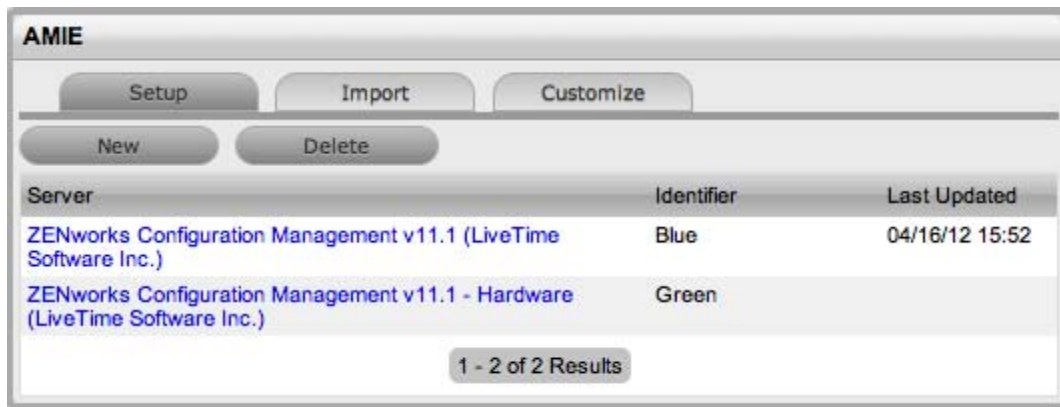 AMIE
Setup Import Customize
New Delete
Server Identifier Last Updated
ZENworks Configuration Management v11.1 (LiveTime Blue 04/16/12 15:52
Software Inc.)
ZENworks Configuration Management v11.1 - Hardware Green
(LiveTime Software Inc.)
1 - 2 of 2 Results